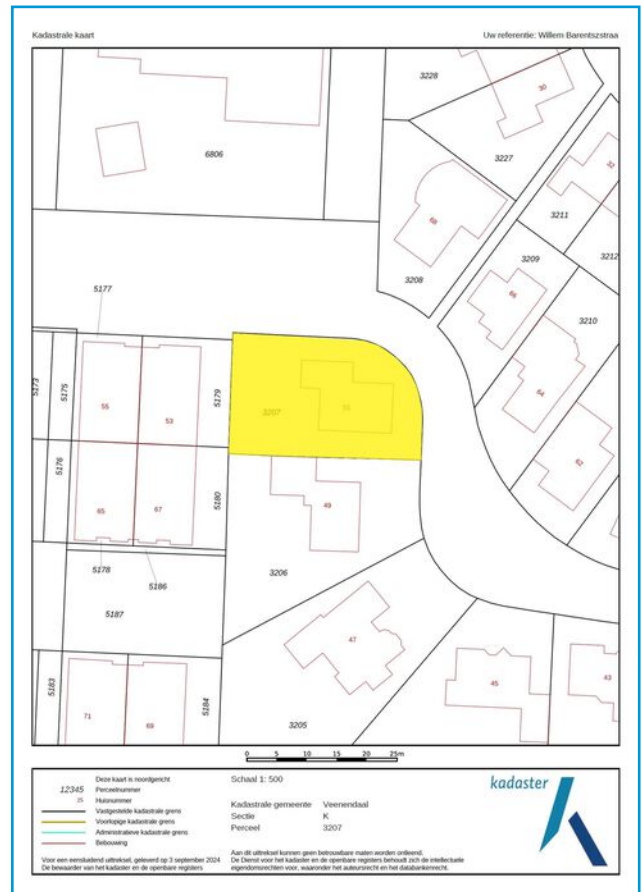 Kadastrale kaart
Uw referentie: Willem Barentszstraa
3228
30
3227
6806
32
3211
3212
68
3208
3209
66
3210
5177
64
5173
5175
55
53
5179
3207
51
62
5176
65
67
5180
49
5178
5186
3206
5187
47
5183
71
69
5184
3205
45
43
0 5 10 15 20 25m
12345
25
Deze kaart is noordgericht
Perceelnummer
Huisnummer
Vastgestelde kadastrale grens
Voorlopige kadastrale grens
Administratieve kadastrale grens
Bebouwing
Voor een eensluidend uittreksel, geleverd op 3 september 2024
De bewaarder van het kadaster en de openbare registers
Schaal 1: 500
Kadastrale gemeente Veenendaal
Sectie K
Perceel 3207
Aan dit uittreksel kunnen geen betrouwbare maten worden ontleend.
De Dienst voor het kadaster en de openbare registers behoudt zich de intellectuele
eigendomsrechten voor, waaronder het auteursrecht en het databankenrecht.
kadaster